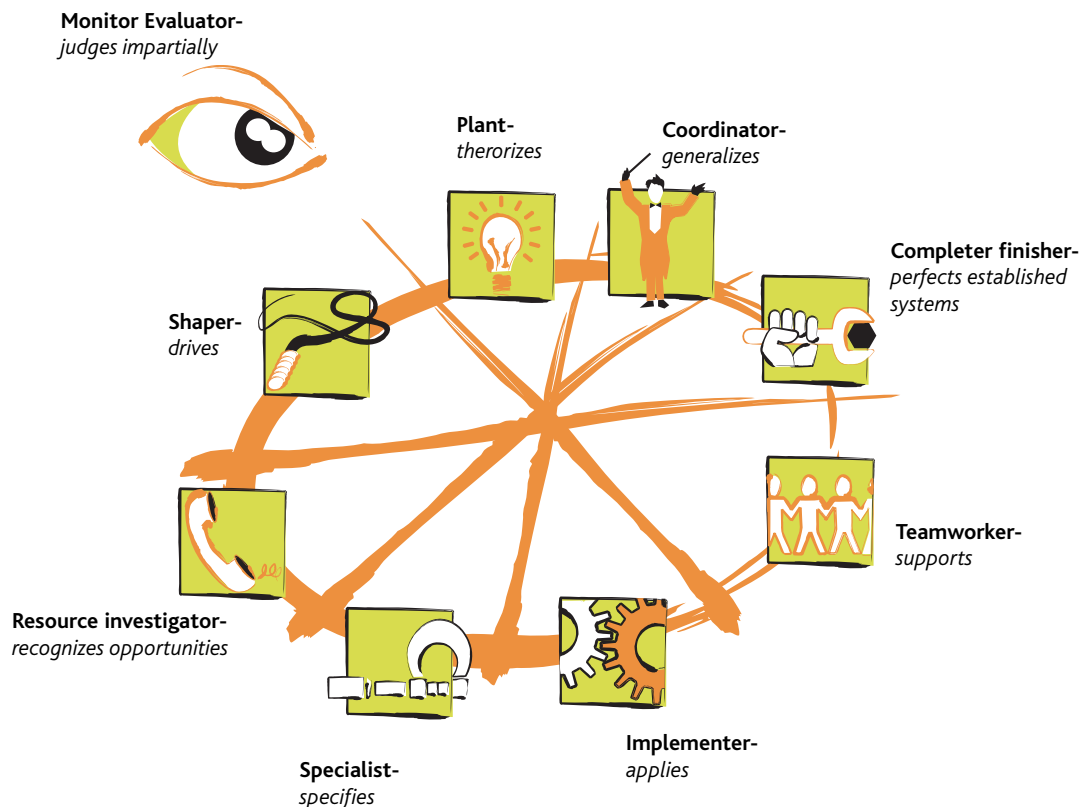 Monitor Evaluator-
judges impartially
Plant-
therorizes
Coordinator-
generalizes
Completer finisher-
perfects established
systems
Shaper-
drives
Teamworker-
supports
Resource investigator-
recognizes opportunities
Implementer-
applies
Specialist-
specifies